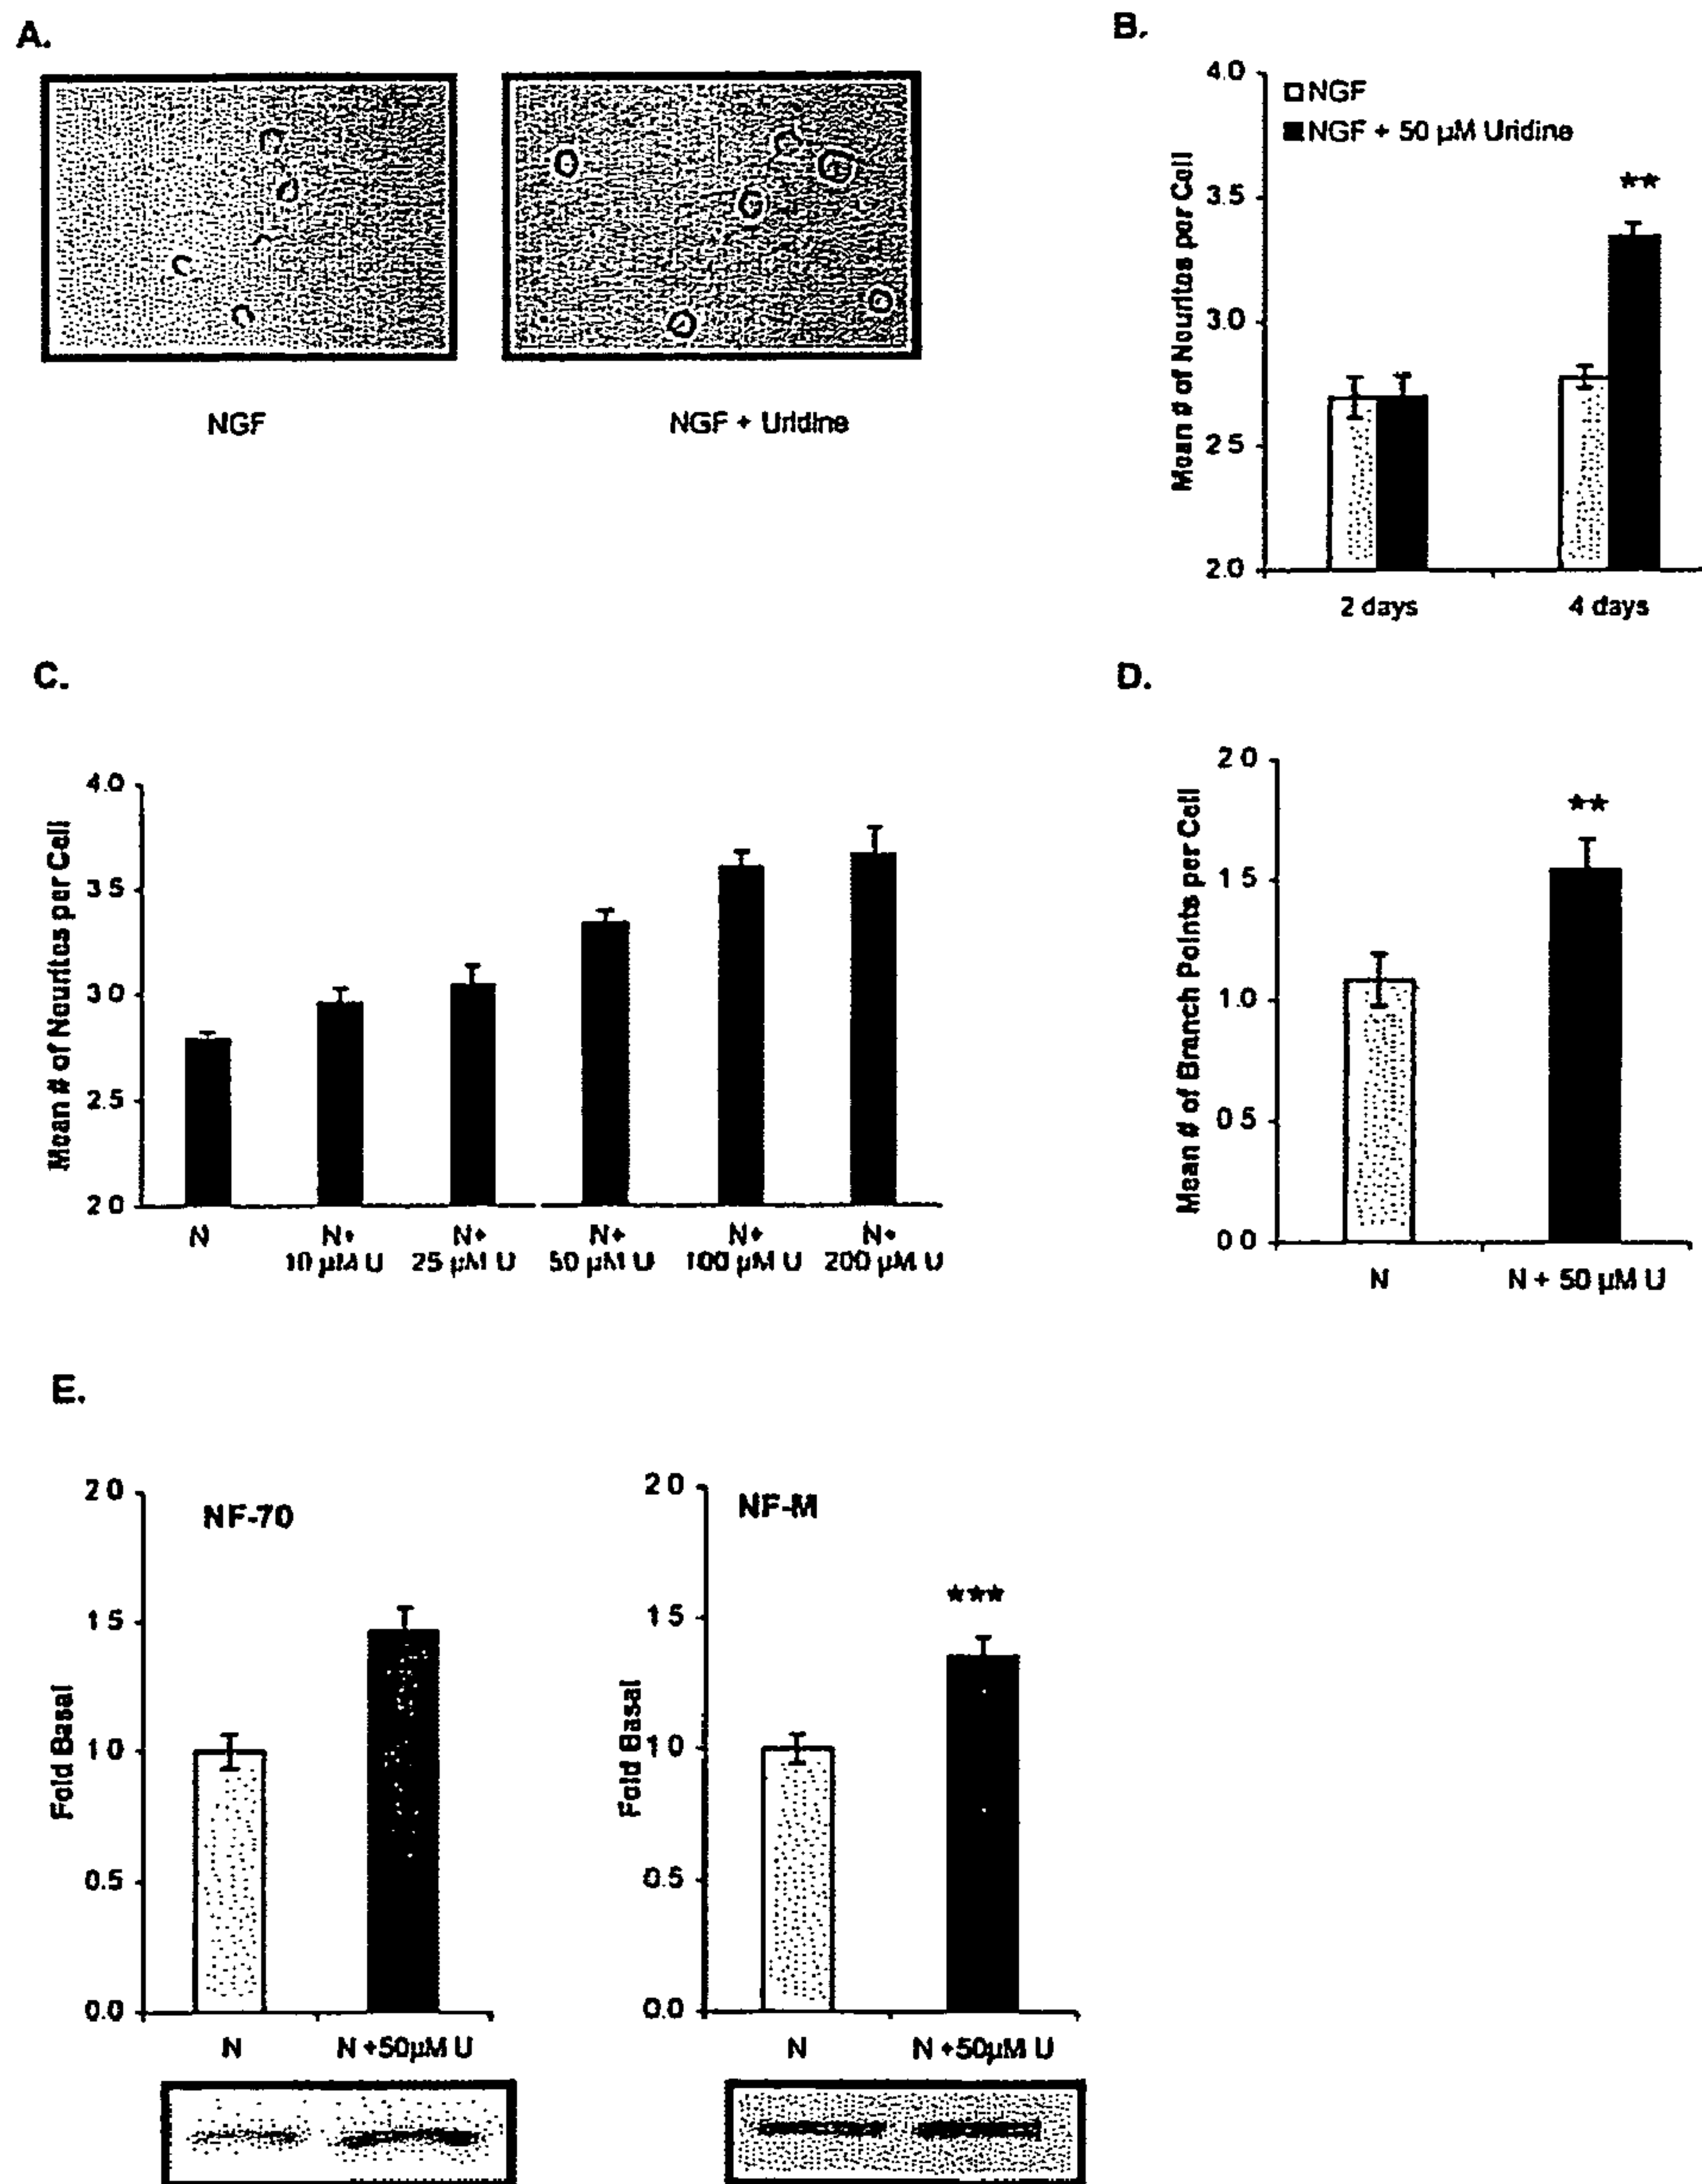 A.
NGF
NGF + Uridine
B.
4.0
3.5
3.0
2.5
2.0
Mean # of Neurites per Cell
NGF
NGF + 50 µM Uridine
**
2 days
4 days
C.
4.0
3.5
3.0
2.5
2.0
Mean # of Neurites per Cell
N
N+
10 µM U
N+
25 µM U
N+
50 µM U
N+
100 µM U
N+
200 µM U
D.
2.0
1.5
1.0
0.5
0.0
Mean # of Branch Points per Cell
**
N
N + 50 µM U
E.
2.0
1.5
1.0
0.5
0.0
Fold Basal
NF-70
N
N +50µM U
2.0
1.5
1.0
0.5
0.0
Fold Basal
NF-M
***
N
N +50µM U